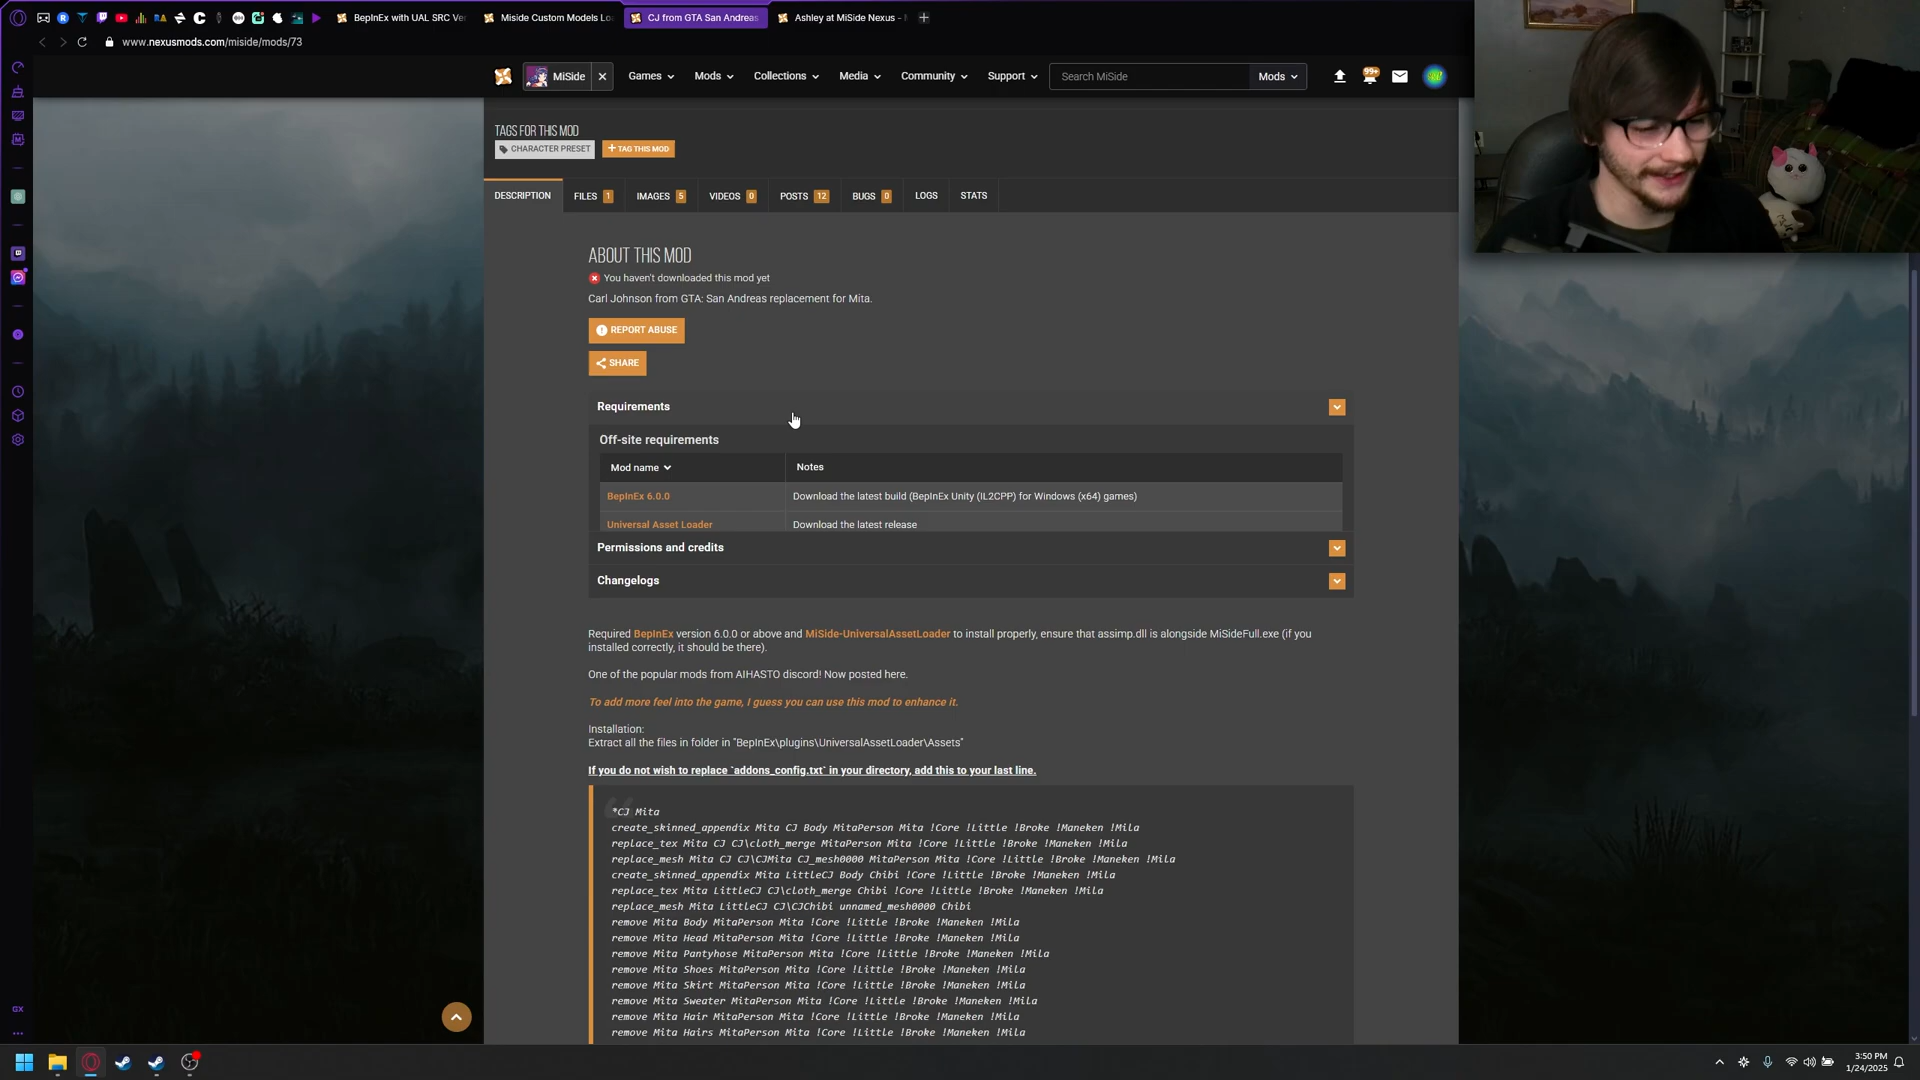 BepInEx with UAL SRC Ve
Miside Custom Models Lo
CJ from GTA San Andreas
Ashley at MiSide Nexus -
www.nexusmods.com/miside/mods/73
MiSide
Games
Mods
Collections
Media
Community
Support
Search MiSide
Mods
99+
TAGS FOR THIS MOD
CHARACTER PRESET
+ TAG THIS MOD
DESCRIPTION
FILES 1
IMAGES 5
VIDEOS 0
POSTS 12
BUGS 0
LOGS
STATS
ABOUT THIS MOD
You haven't downloaded this mod yet
Carl Johnson from GTA: San Andreas replacement for Mita.
REPORT ABUSE
SHARE
Requirements
Off-site requirements
Mod name Notes
BepInEx 6.0.0 Download the latest build (BepInEx Unity (IL2CPP) for Windows (x64) games)
Universal Asset Loader Download the latest release
Permissions and credits
Changelogs
Required BepInEx version 6.0.0 or above and MiSide-UniversalAssetLoader to install properly, ensure that assimp.dll is alongside MiSideFull.exe (if you
installed correctly, it should be there).
One of the popular mods from AIHASTO discord! Now posted here.
To add more feel into the game, I guess you can use this mod to enhance it.
Installation:
Extract all the files in folder in "BepInEx\plugins\UniversalAssetLoader\Assets"
If you do not wish to replace `addons_config.txt` in your directory, add this to your last line.
*CJ Mita
create_skinned_appendix Mita CJ Body MitaPerson Mita !Core !Little !Broke !Maneken !Mila
replace_tex Mita CJ CJ\cloth_merge MitaPerson Mita !Core !Little !Broke !Maneken !Mila
replace_mesh Mita CJ CJ\CJMita CJ_mesh0000 MitaPerson Mita !Core !Little !Broke !Maneken !Mila
create_skinned_appendix Mita LittleCJ Body Chibi !Core !Little !Broke !Maneken !Mila
replace_tex Mita LittleCJ CJ\cloth_merge Chibi !Core !Little !Broke !Maneken !Mila
replace_mesh Mita LittleCJ CJ\CJChibi unnamed_mesh0000 Chibi
remove Mita Body MitaPerson Mita !Core !Little !Broke !Maneken !Mila
remove Mita Head MitaPerson Mita !Core !Little !Broke !Maneken !Mila
remove Mita Pantyhose MitaPerson Mita !Core !Little !Broke !Maneken !Mila
remove Mita Shoes MitaPerson Mita !Core !Little !Broke !Maneken !Mila
remove Mita Skirt MitaPerson Mita !Core !Little !Broke !Maneken !Mila
remove Mita Sweater MitaPerson Mita !Core !Little !Broke !Maneken !Mila
remove Mita Hair MitaPerson Mita !Core !Little !Broke !Maneken !Mila
remove Mita Hairs MitaPerson Mita !Core !Little !Broke !Maneken !Mila
GX
3:50 PM
1/24/2025